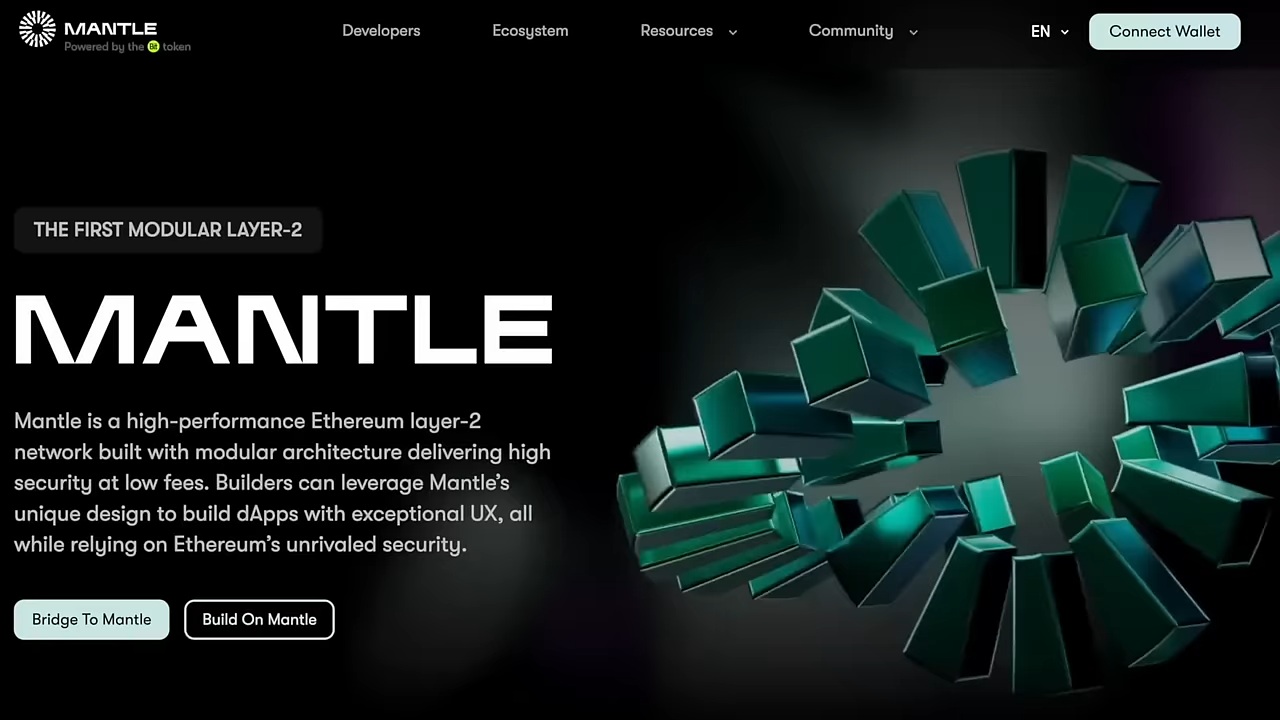 MANTLE
Powered by the Bit token
Developers
Ecosystem
Resources
Community
EN
Connect Wallet
THE FIRST MODULAR LAYER-2
MANTLE
Mantle is a high-performance Ethereum layer-2
network built with modular architecture delivering high
security at low fees. Builders can leverage Mantle’s
unique design to build dApps with exceptional UX, all
while relying on Ethereum’s unrivaled security.
Bridge To Mantle
Build On Mantle